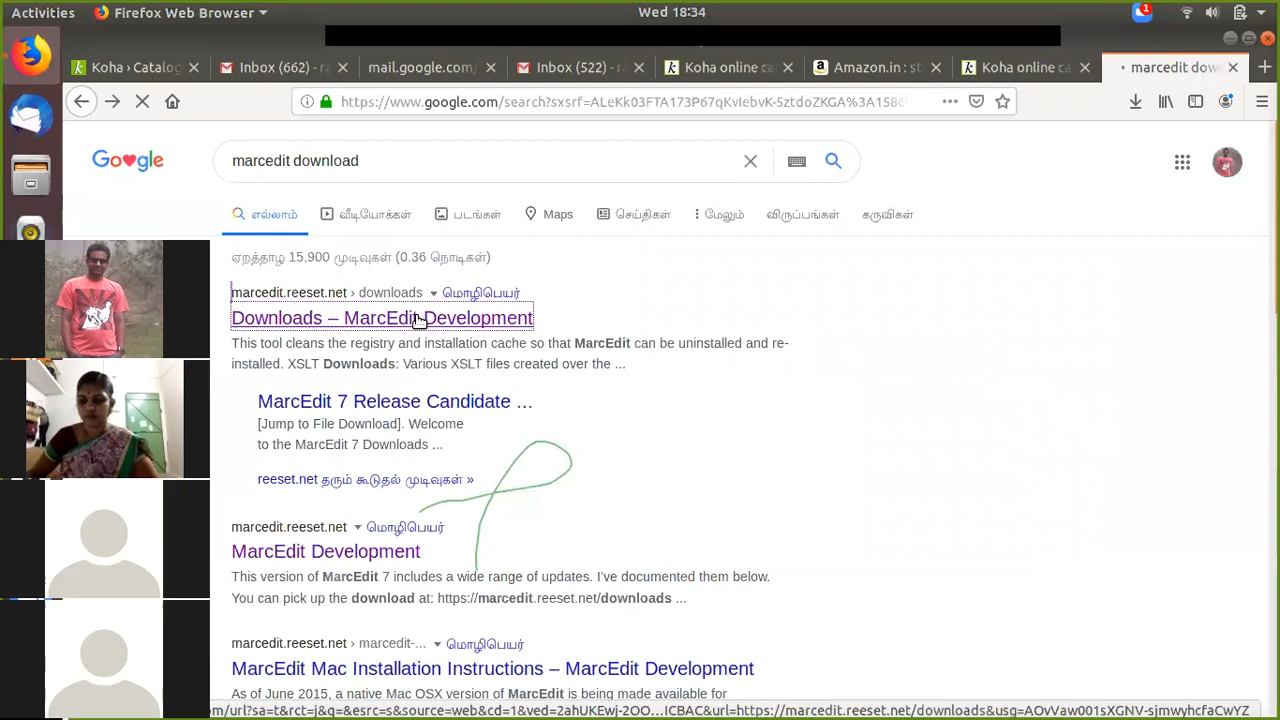 Activities Firefox Web Browser Wed 18:34 1
Koha › Catalog Inbox (662) - ra mail.google.com/ Inbox (522) - ra Koha online ca Amazon.in : st Koha online ca marcedit dow
https://www.google.com/search?sxsrf=ALeKk03FTA173P67qKvIebvK-5ztdoZKGA%3A1586
Google marcedit download
எல்லாம் வீடியோக்கள் படங்கள் Maps செய்திகள் மேலும் விருப்பங்கள் கருவிகள்
ஏறத்தாழ 15,900 முடிவுகள் (0.36 நொடிகள்)
marcedit.reeset.net › downloads மொழிபெயர்
Downloads – MarcEdit Development
This tool cleans the registry and installation cache so that MarcEdit can be uninstalled and re-
installed. XSLT Downloads: Various XSLT files created over the ...
MarcEdit 7 Release Candidate ...
[Jump to File Download]. Welcome
to the MarcEdit 7 Downloads ...
reeset.net தரும் கூடுதல் முடிவுகள் »
marcedit.reeset.net மொழிபெயர்
MarcEdit Development
This version of MarcEdit 7 includes a wide range of updates. I've documented them below.
You can pick up the download at: https://marcedit.reeset.net/downloads ...
marcedit.reeset.net › marcedit-... மொழிபெயர்
MarcEdit Mac Installation Instructions – MarcEdit Development
As of June 2015, a native Mac OSX version of MarcEdit is being made available for
om/url?sa=t&rct=j&q=&esrc=s&source=web&cd=1&ved=2ahUKEwj-2OO...ICBAC&url=https://marcedit.reeset.net/downloads&usg=AOvVaw001sXGNV-sjmwyhcfaCwYZ